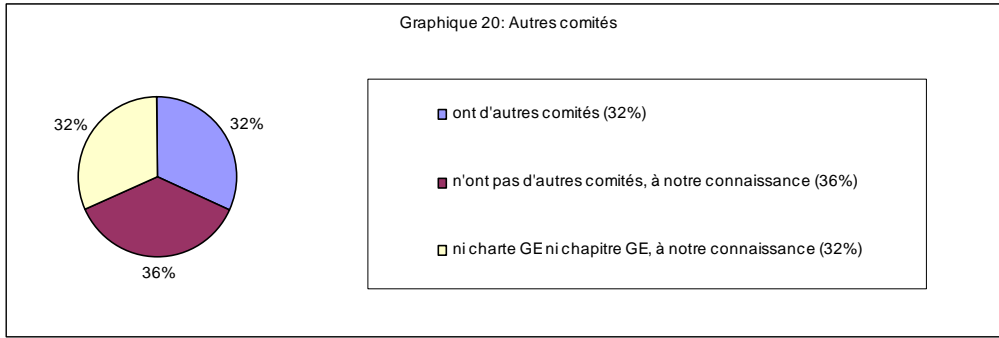 Graphique 20: Autres comités
32%
32%
36%
ont d'autres comités (32%)
n'ont pas d'autres comités, à notre connaissance (36%)
ni charte GE ni chapitre GE, à notre connaissance (32%)